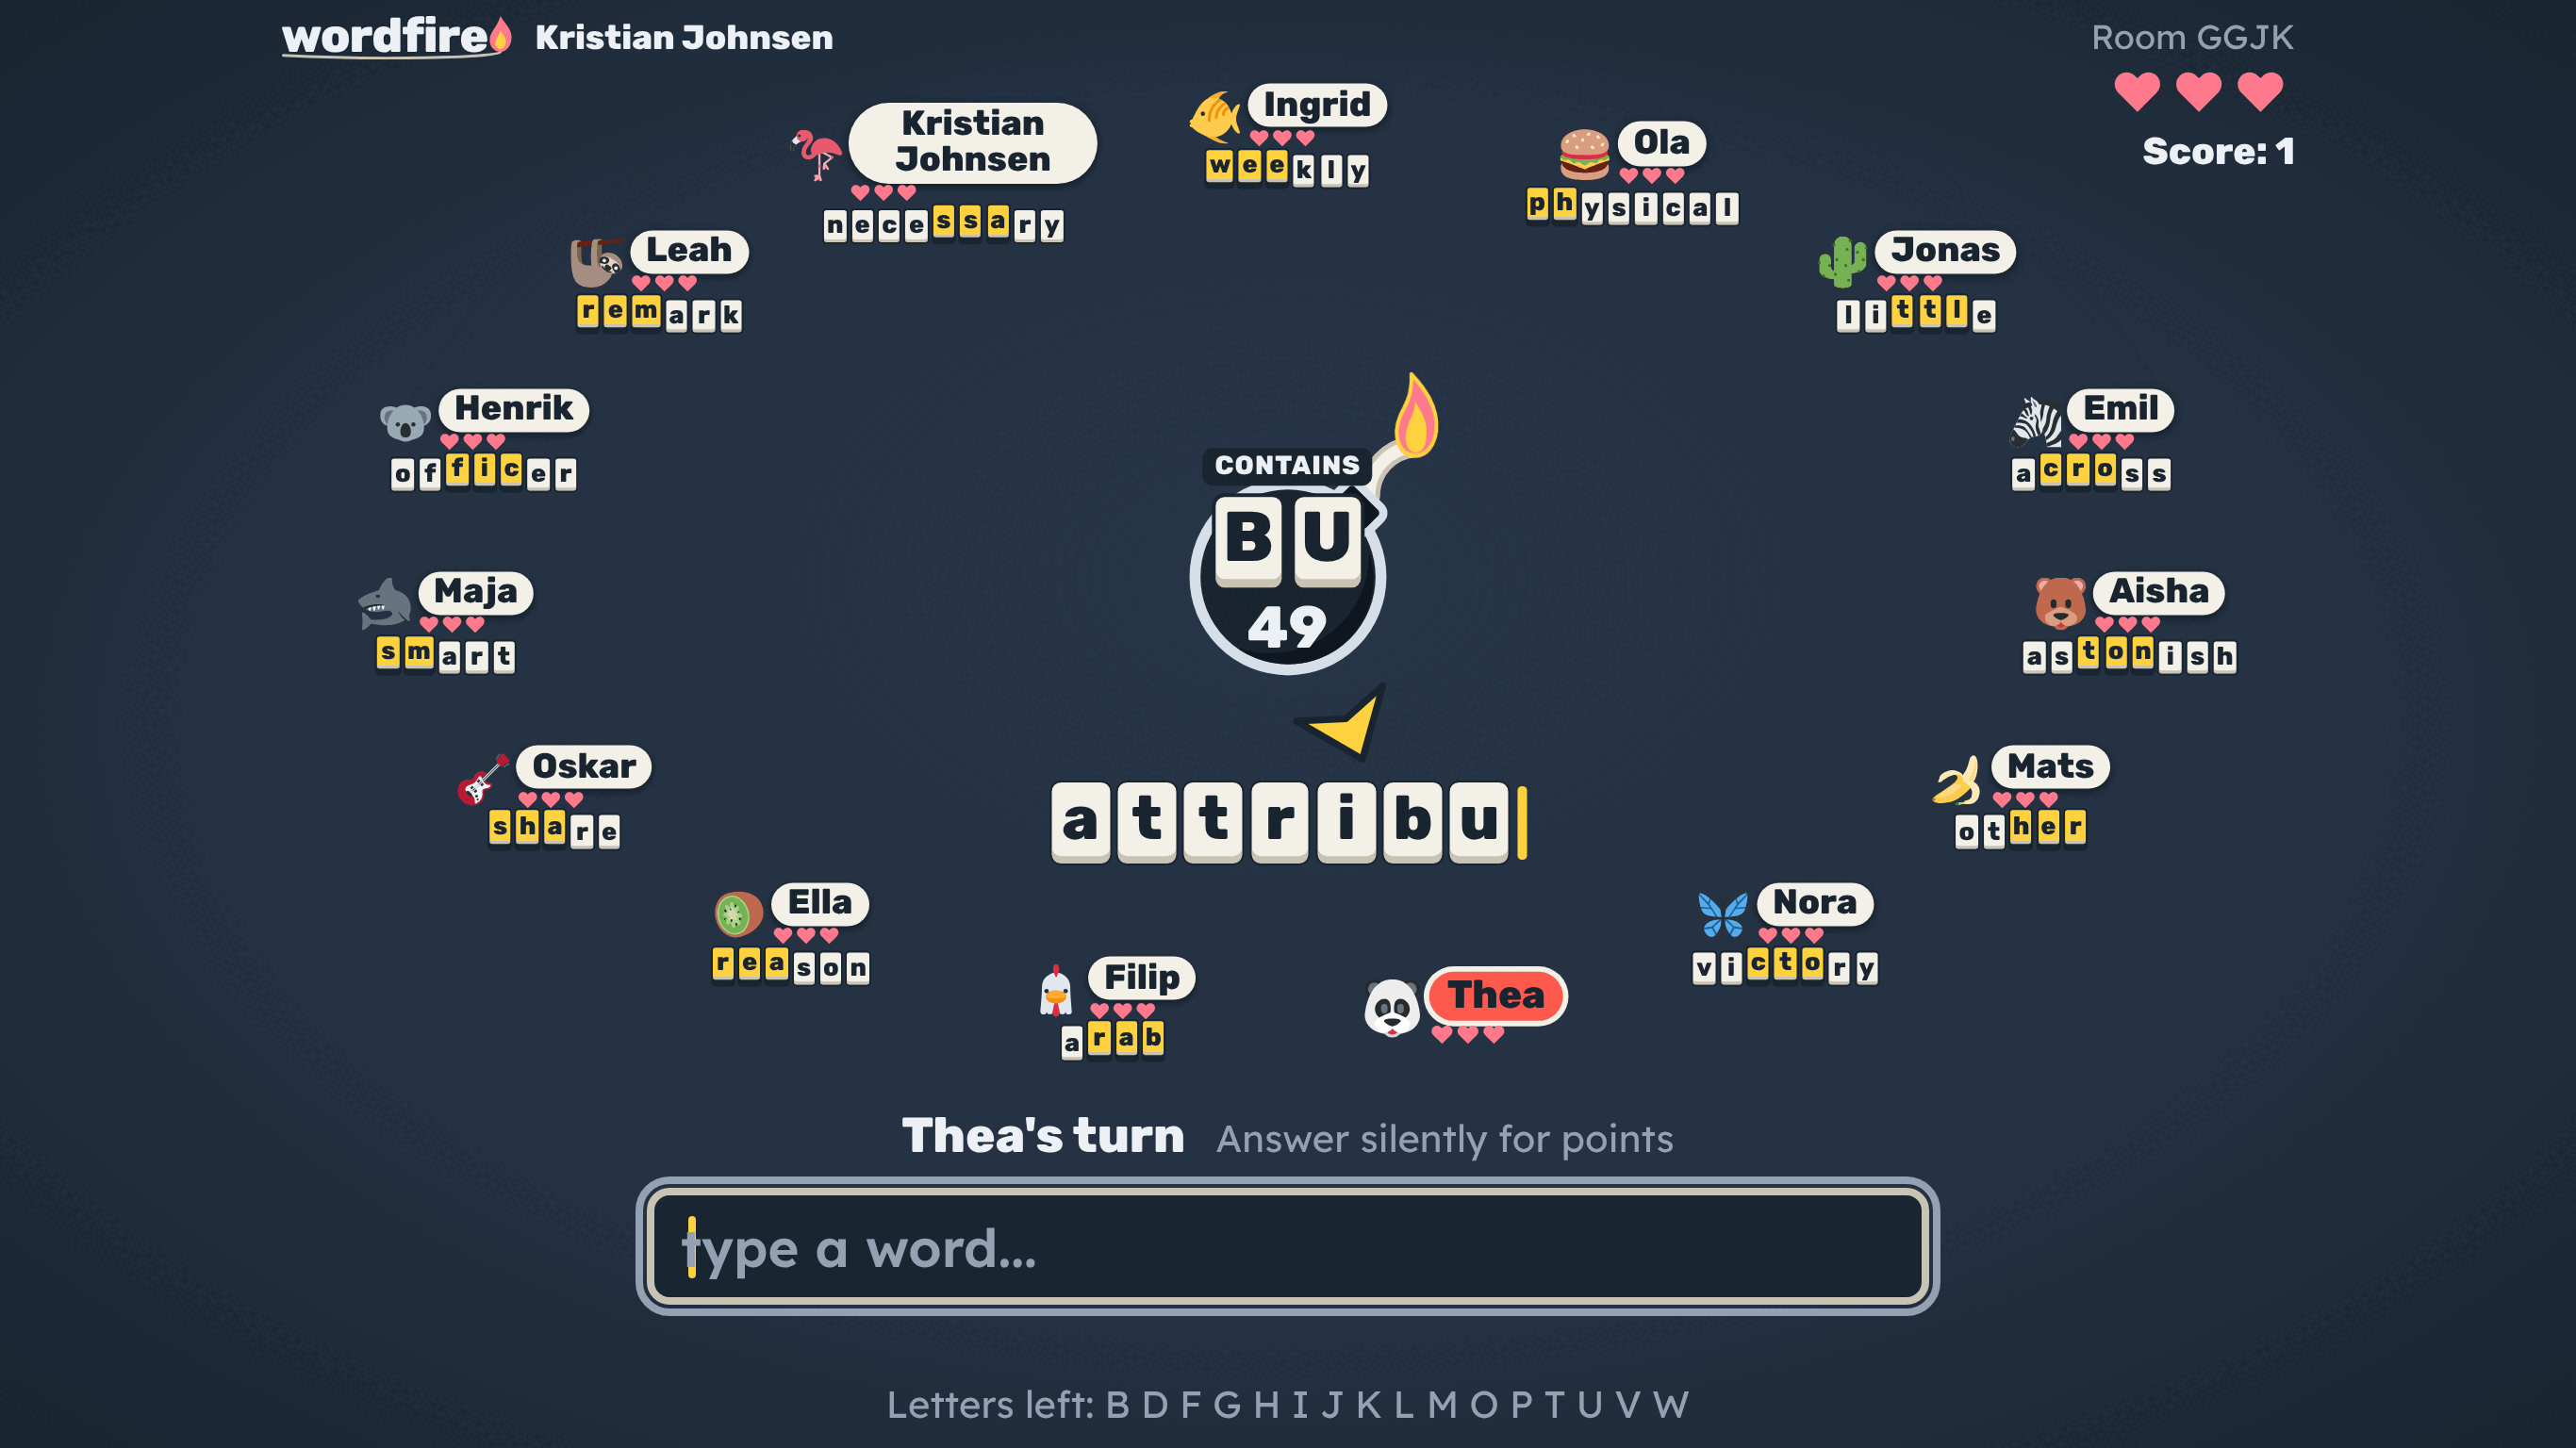 wordfire Kristian Johnsen
Room GGJK
Score: 1
Kristian
Johnsen
necessary
Ingrid
weekly
Ola
physical
Leah
remark
Jonas
little
Henrik
officer
Emil
across
CONTAINS
BU
49
Maja
smart
Aisha
astonish
Oskar
share
attribu
Mats
other
Ella
reason
Nora
victory
Filip
arab
Thea
Thea's turn Answer silently for points
type a word...
Letters left: B D F G H I J K L M O P T U V W